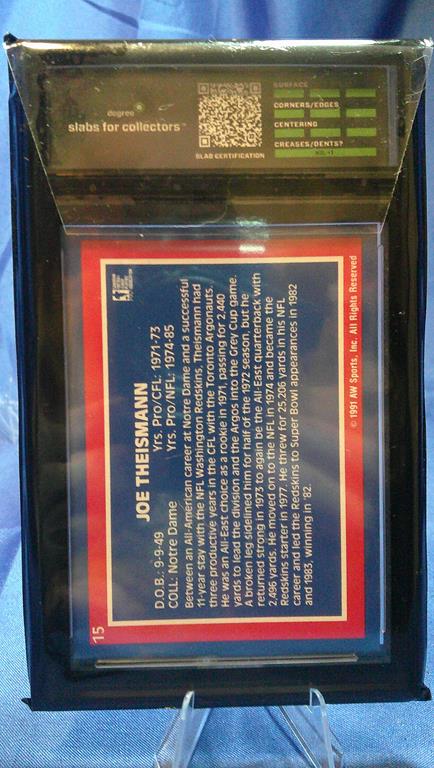 degree
slabs for collectors™
SLAB CERTIFICATION
SURFACE
CORNERS/EDGES
CENTERING
CREASES/DENTS?
15
JOE THEISMANN
Yrs. Pro/CFL: 1971-73
D.O.B.: 9-9-49
Yrs. Pro/NFL: 1974-85
COLL: Notre Dame
Between an All-American career at Notre Dame and a successful
11-year stay with the NFL Washington Redskins, Theismann had
three productive years in the CFL with the Toronto Argonauts.
He was an All-East choice as a rookie in 1971, passing for 2,440
yards to lead the division and the Argos into the Grey Cup game.
A broken leg sidelined him for half of the 1972 season, but he
returned strong in 1973 to again be the All-East quarterback with
2,496 yards. He moved on to the NFL in 1974 and became the
Redskins starter in 1977. He threw for 25,206 yards in his NFL
career and led the Redskins to Super Bowl appearances in 1982
and 1983, winning in '82.
© 1991 AW Sports, Inc. All Rights Reserved